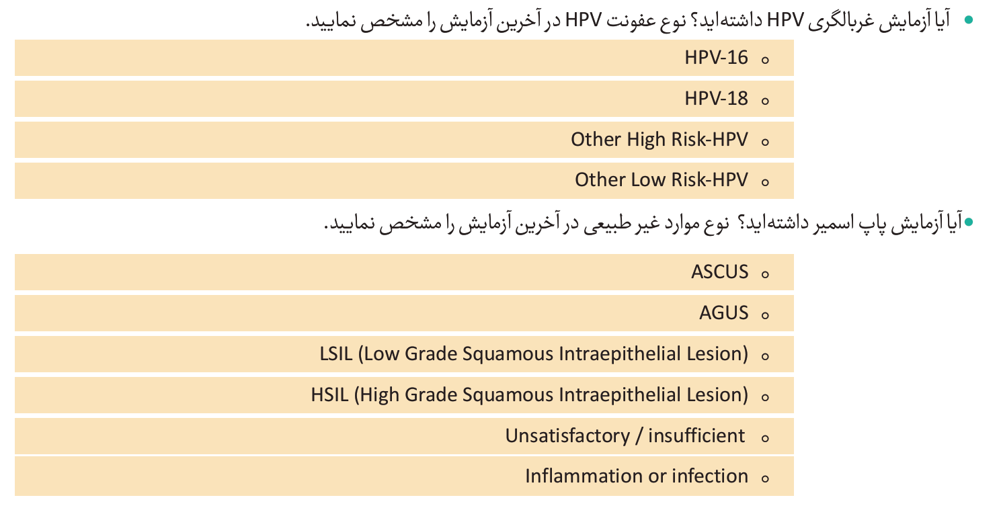 • آیا آزمایش غربالگری HPV داشته‌اید؟ نوع عفونت HPV در آخرین آزمایش را مشخص نمایید.
o HPV-16
o HPV-18
o Other High Risk-HPV
o Other Low Risk-HPV
• آیا آزمایش پاپ اسمیر داشته‌اید؟ نوع موارد غیر طبیعی در آخرین آزمایش را مشخص نمایید.
o ASCUS
o AGUS
o LSIL (Low Grade Squamous Intraepithelial Lesion)
o HSIL (High Grade Squamous Intraepithelial Lesion)
o Unsatisfactory / insufficient
o Inflammation or infection